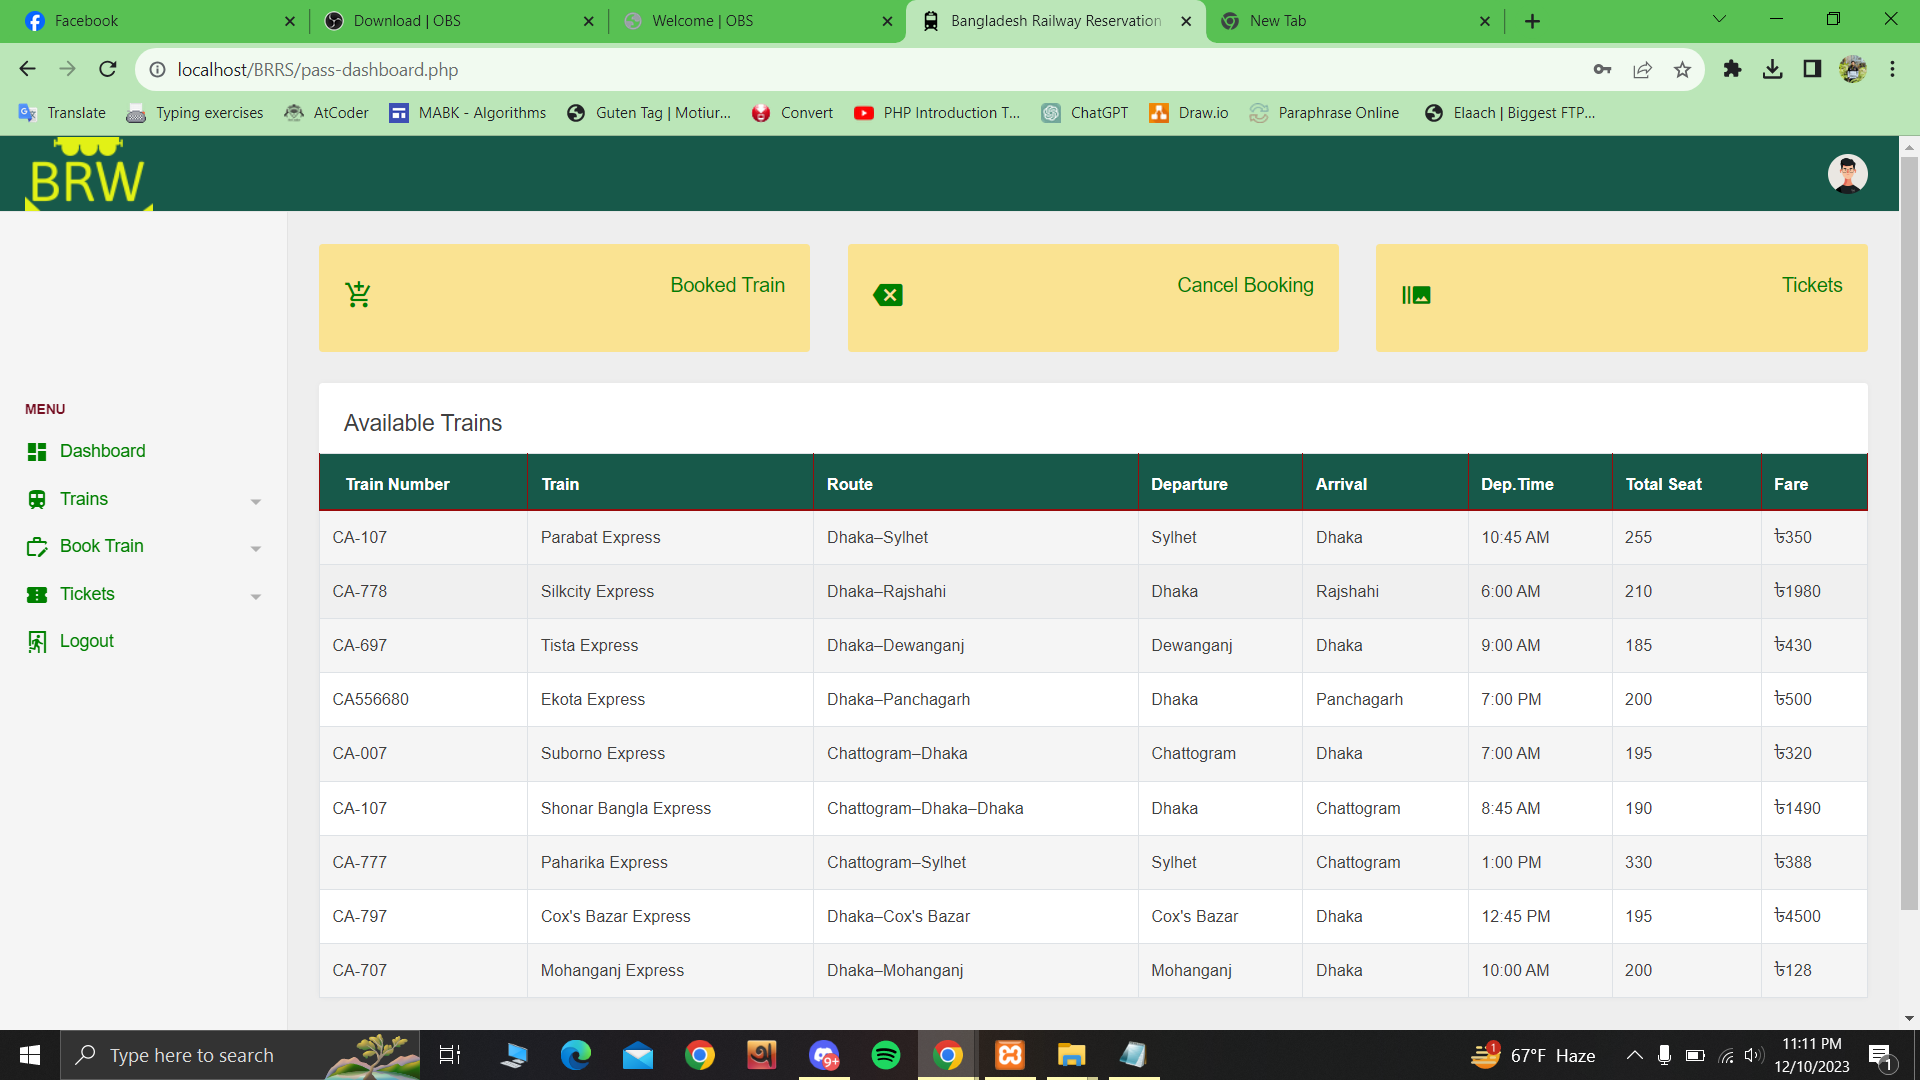 Facebook
Download | OBS
Welcome | OBS
Bangladesh Railway Reservation
New Tab
localhost/BRRS/pass-dashboard.php
Translate
Typing exercises
AtCoder
MABK - Algorithms
Guten Tag | Motiur...
Convert
PHP Introduction T...
ChatGPT
Draw.io
Paraphrase Online
Elaach | Biggest FTP...
BRW
Booked Train
Cancel Booking
Tickets
MENU
Dashboard
Trains
Book Train
Tickets
Logout
Available Trains
Train Number Train Route Departure Arrival Dep.Time Total Seat Fare
CA-107 Parabat Express Dhaka–Sylhet Sylhet Dhaka 10:45 AM 255 ৳350
CA-778 Silkcity Express Dhaka–Rajshahi Dhaka Rajshahi 6:00 AM 210 ৳1980
CA-697 Tista Express Dhaka–Dewanganj Dewanganj Dhaka 9:00 AM 185 ৳430
CA556680 Ekota Express Dhaka–Panchagarh Dhaka Panchagarh 7:00 PM 200 ৳500
CA-007 Suborno Express Chattogram–Dhaka Chattogram Dhaka 7:00 AM 195 ৳320
CA-107 Shonar Bangla Express Chattogram–Dhaka–Dhaka Dhaka Chattogram 8:45 AM 190 ৳1490
CA-777 Paharika Express Chattogram–Sylhet Sylhet Chattogram 1:00 PM 330 ৳388
CA-797 Cox's Bazar Express Dhaka–Cox's Bazar Cox's Bazar Dhaka 12:45 PM 195 ৳4500
CA-707 Mohanganj Express Dhaka–Mohanganj Mohanganj Dhaka 10:00 AM 200 ৳128
Type here to search
9+
1
67°F Haze
11:11 PM
12/10/2023
1